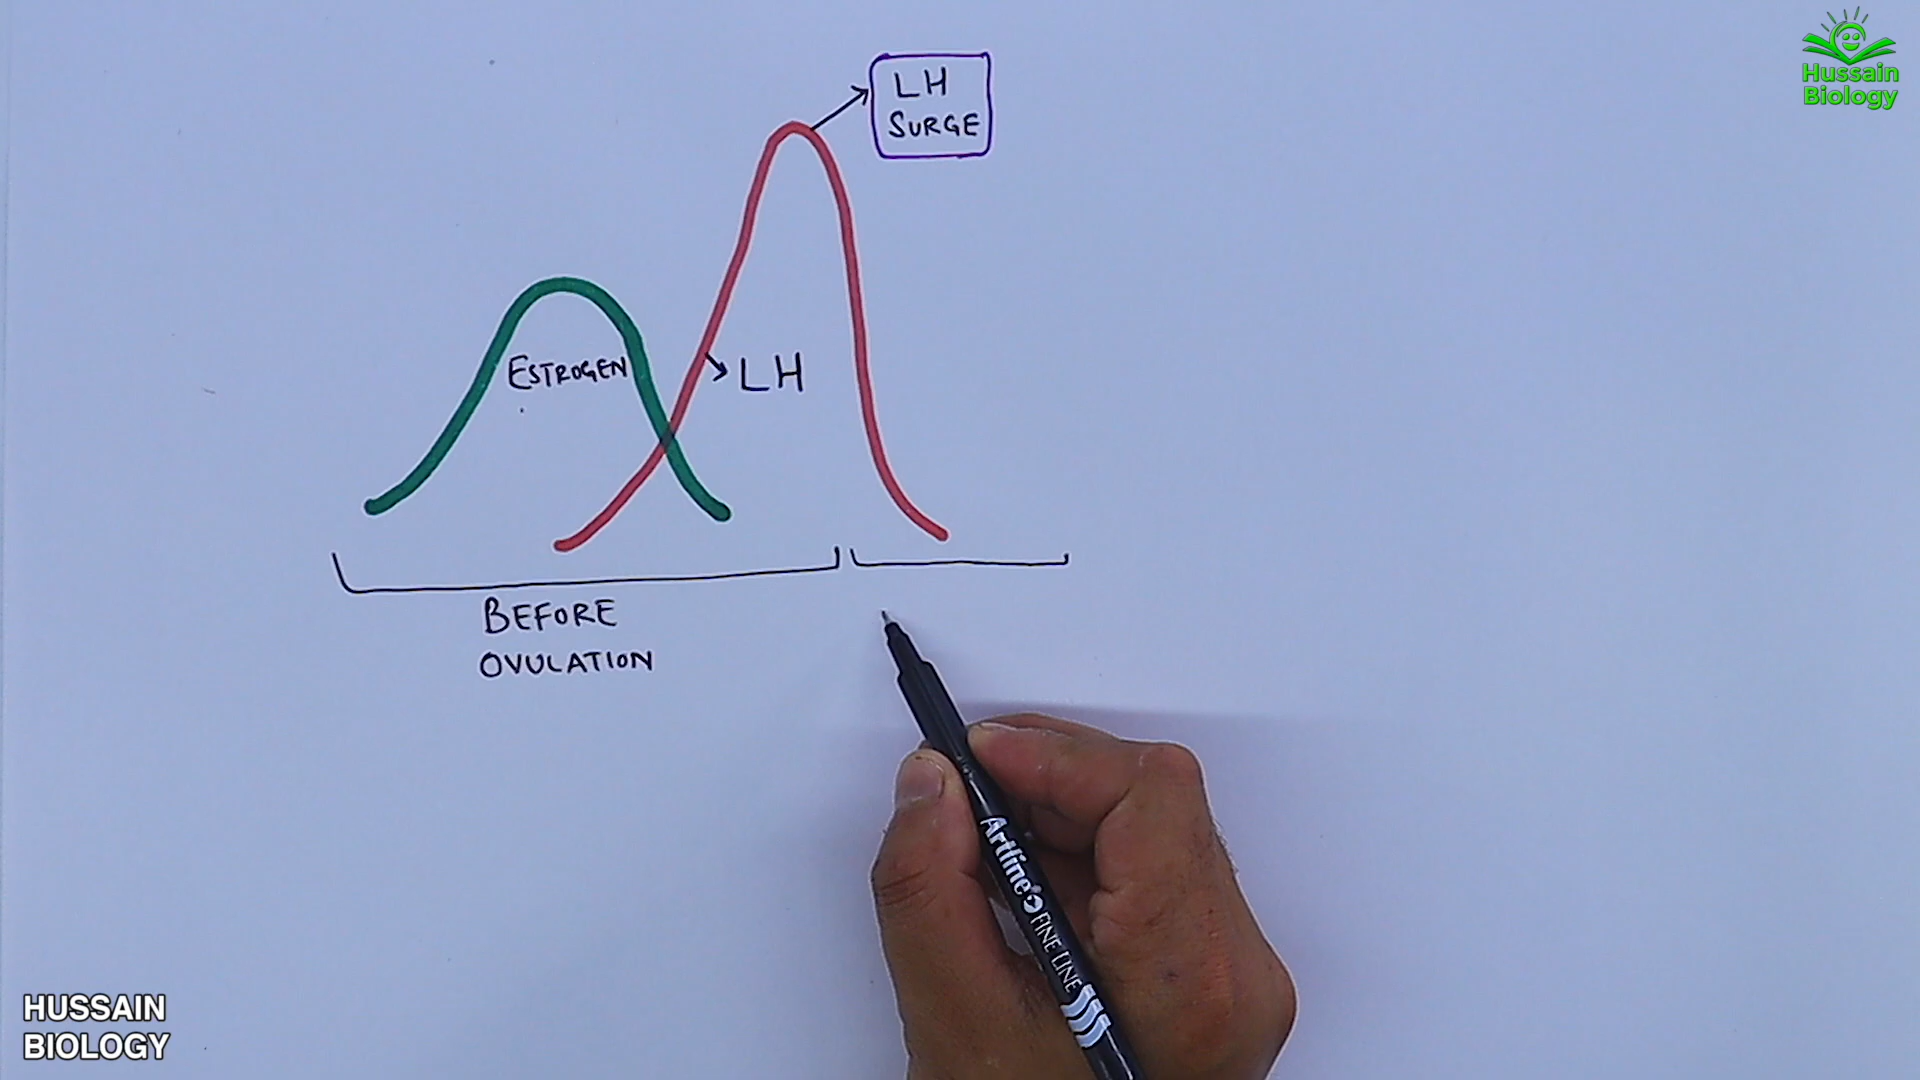 Hussain
Biology
LH
SURGE
ESTROGEN
LH
BEFORE
OVULATION
Artline
FINE LINE
HUSSAIN
BIOLOGY